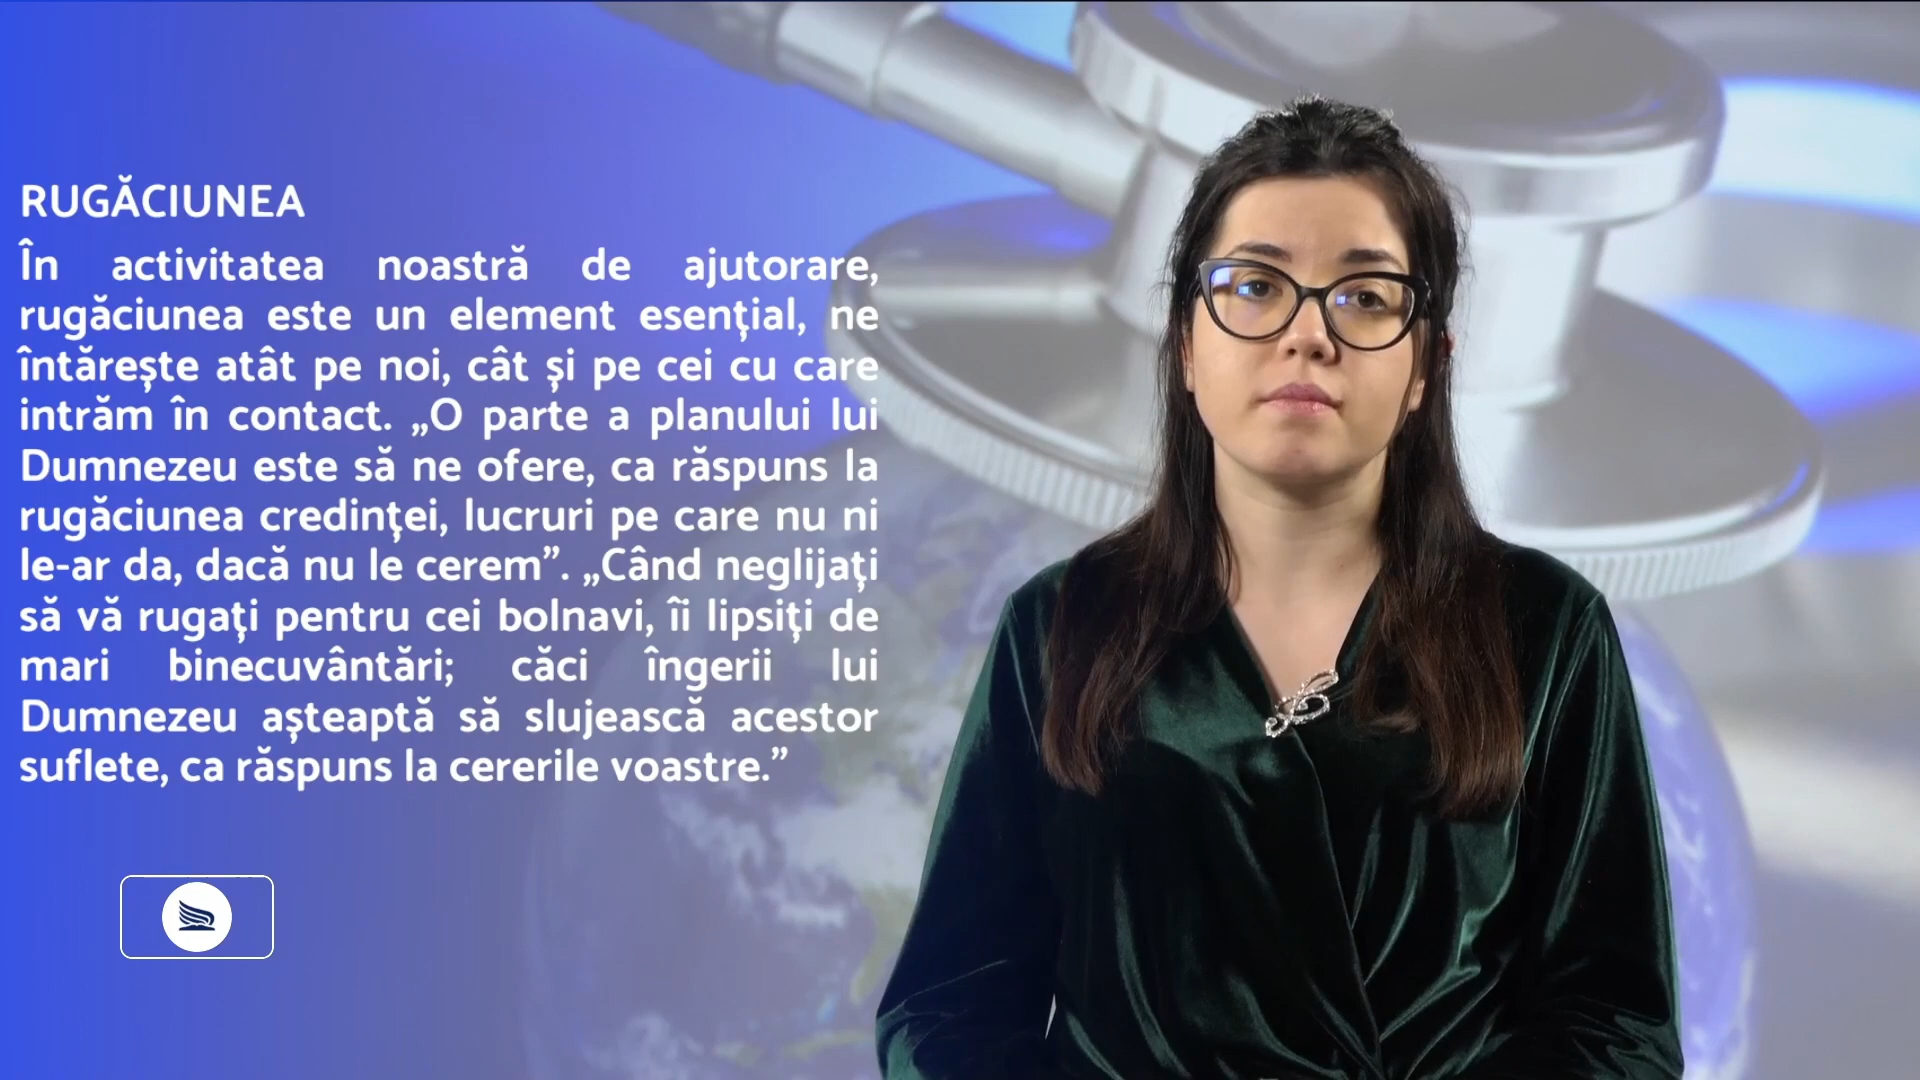 RUGĂCIUNEA
În activitatea noastră de ajutorare,
rugăciunea este un element esențial, ne
întărește atât pe noi, cât și pe cei cu care
intrăm în contact. „O parte a planului lui
Dumnezeu este să ne ofere, ca răspuns la
rugăciunea credinței, lucruri pe care nu ni
le-ar da, dacă nu le cerem”. „Când neglijați
să vă rugați pentru cei bolnavi, îi lipsiți de
mari binecuvântări; căci îngerii lui
Dumnezeu așteaptă să slujească acestor
suflete, ca răspuns la cererile voastre.”